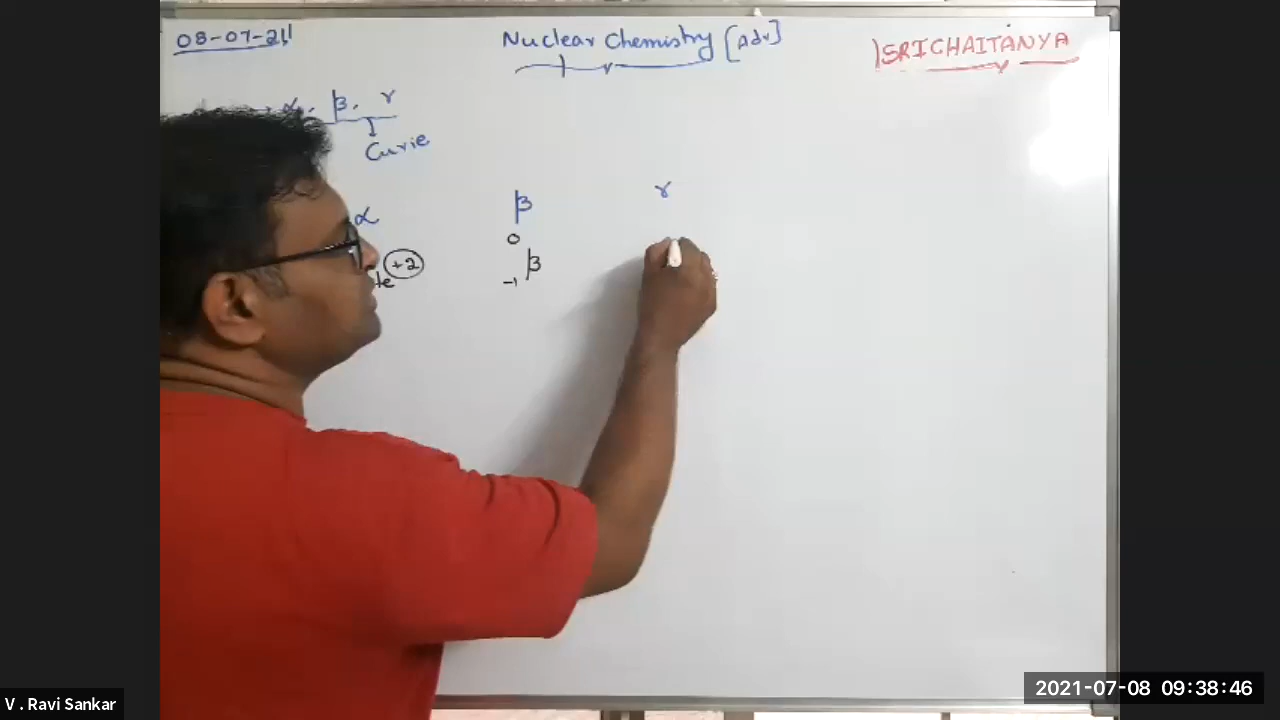 08-07-21
Nuclear Chemistry [Adv]
SRICHAITANYA
α, β, γ
Curie
α β γ
He +2
0
-1 β
V . Ravi Sankar
2021-07-08 09:38:46